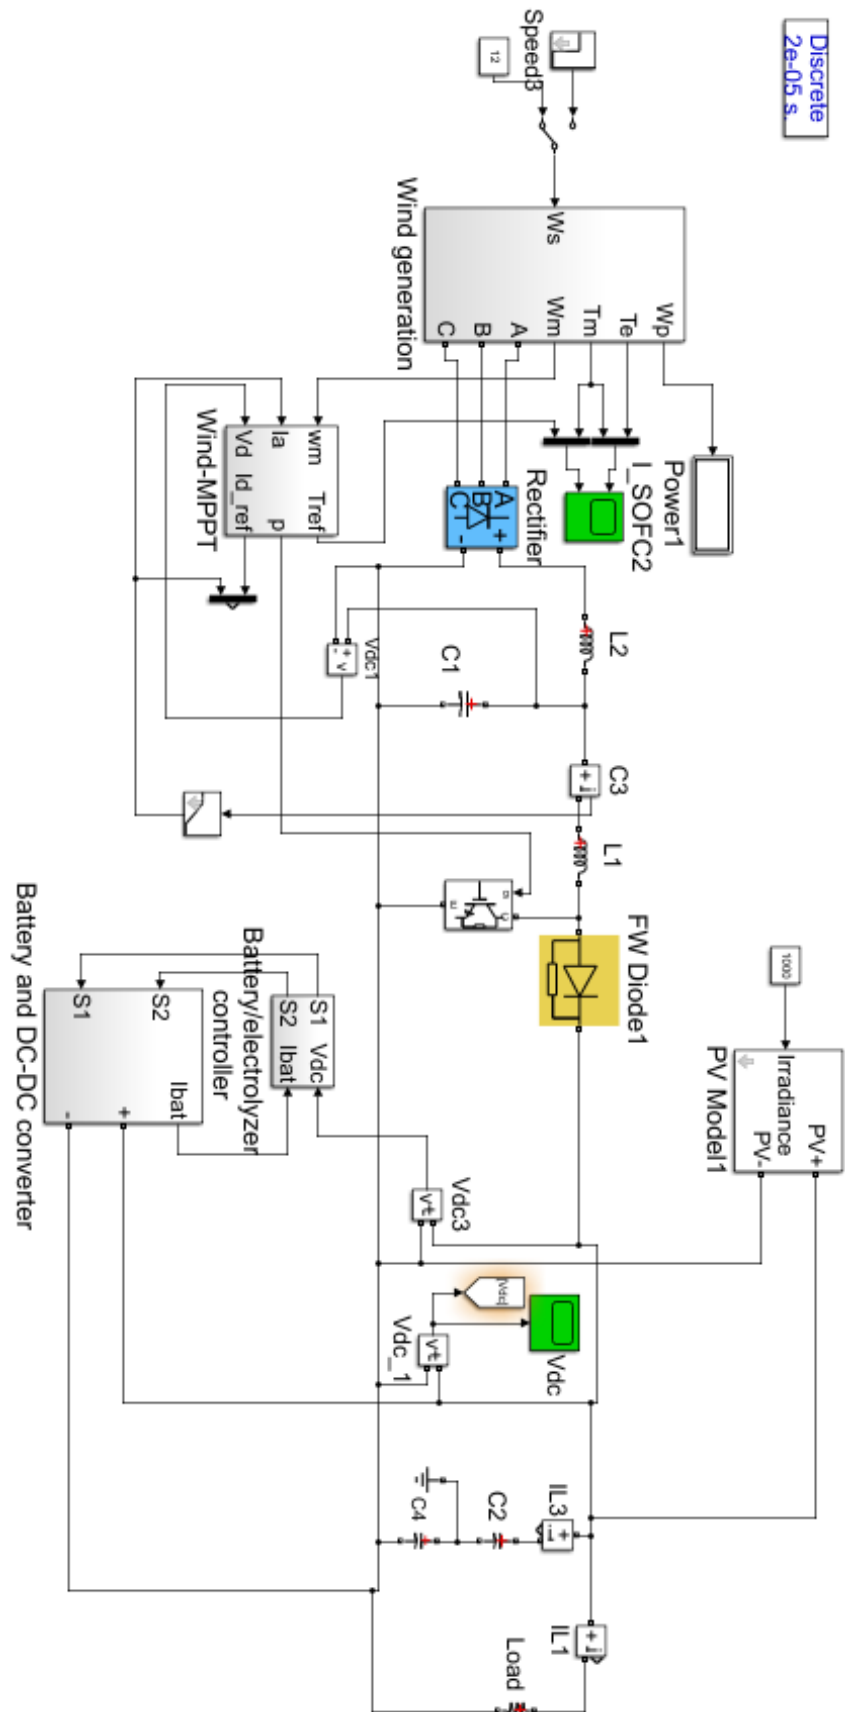 Discrete
2e-05 s.
Speed3
12
Ws
Wp
Te
Tm
Wm
A
B
C
Wind generation
Power1
I_SOFC2
wm
Ia
Vd
Tref
p
Id_ref
Wind-MPPT
A
B
C
+
-
Rectifier
L2
C1
+
-
v
Vdc1
C3
+
i
L1
g
C
E
FW Diode1
1000
Irradiance
PV+
PV-
PV Model1
S1
S2
Vdc
Ibat
Battery/electrolyzer
controller
S2
S1
Ibat
+
-
Battery and DC-DC converter
Vdc3
v+
-
[Vdc]
Vdc
Vdc_1
v+
-
IL3
+
i
C2
C4
IL1
+
i
Load